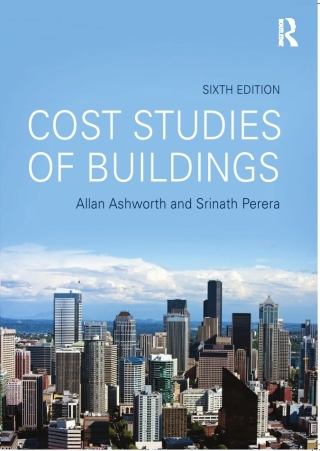 R
SIXTH EDITION
COST STUDIES
OF BUILDINGS
Allan Ashworth and Srinath Perera